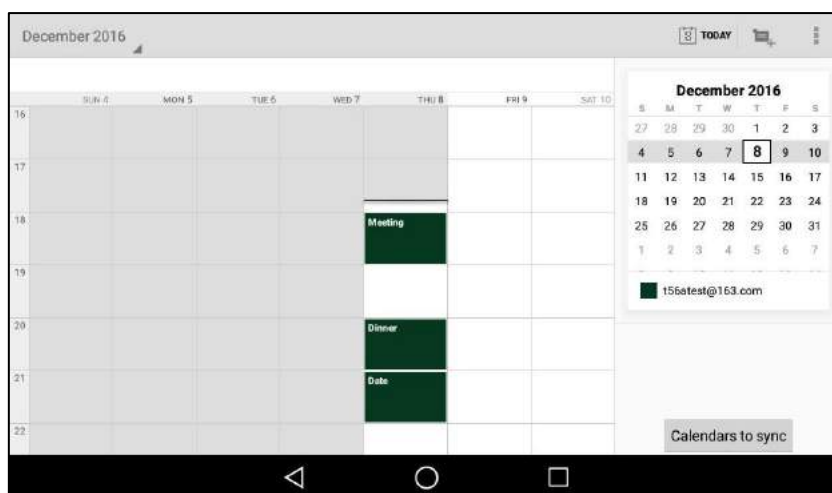 December 2016
8 TODAY
SUN 4 MON 5 TUE 6 WED 7 THU 8 FRI 9 SAT 10
16
17
18 Meeting
19
20 Dinner
21 Date
22
December 2016
S M T W T F S
27 28 29 30 1 2 3
4 5 6 7 8 9 10
11 12 13 14 15 16 17
18 19 20 21 22 23 24
25 26 27 28 29 30 31
1 2 3 4 5 6 7
t56atest@163.com
Calendars to sync